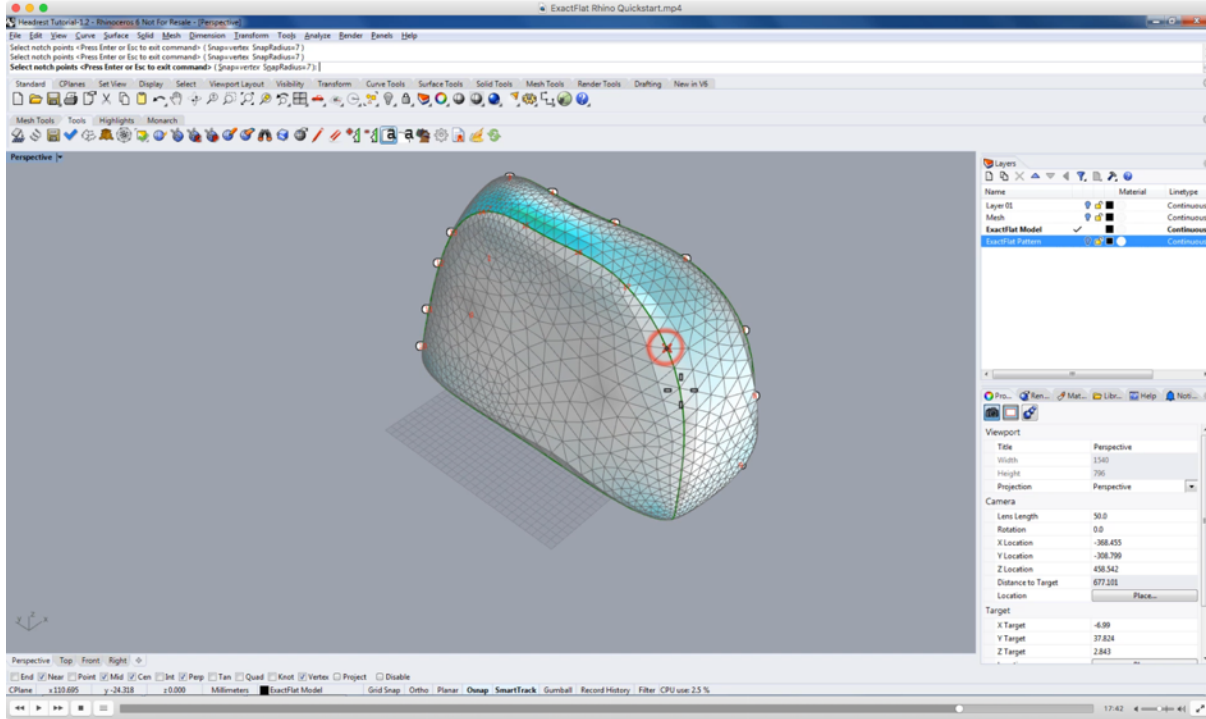 ExactFlat Rhino Quickstart.mp4
Headrest Tutorial-1.2 - Rhinoceros 6 Not For Resale - [Perspective]
File Edit View Curve Surface Solid Mesh Dimension Transform Tools Analyze Render Panels Help
Select notch points <Press Enter or Esc to exit command> ( Snap=vertex SnapRadius=7 )
Select notch points <Press Enter or Esc to exit command> ( Snap=vertex SnapRadius=7 )
Select notch points <Press Enter or Esc to exit command> ( Snap=vertex SnapRadius=7 ):
Standard CPlanes Set View Display Select Viewport Layout Visibility Transform Curve Tools Surface Tools Solid Tools Mesh Tools Render Tools Drafting New in V6
Mesh Tools Tools Highlights Monarch
Perspective
Layers
Name Material Linetype
Layer 01 Continuous
Mesh Continuous
ExactFlat Model Continuous
ExactFlat Pattern Continuous
Pro... Ren... Mat... Libr... Help Noti...
Viewport
Title Perspective
Width 1340
Height 796
Projection Perspective
Camera
Lens Length 50.0
Rotation 0.0
X Location -368.455
Y Location -308.799
Z Location 458.542
Distance to Target 677.101
Location Place...
Target
X Target -6.99
Y Target 37.824
Z Target 2.843
z
y x
Perspective Top Front Right
End Near Point Mid Cen Int Perp Tan Quad Knot Vertex Project Disable
CPlane x 110.695 y -24.318 z 0.000 Millimeters ExactFlat Model Grid Snap Ortho Planar Osnap SmartTrack Gumball Record History Filter CPU use: 2.5 %
17:42